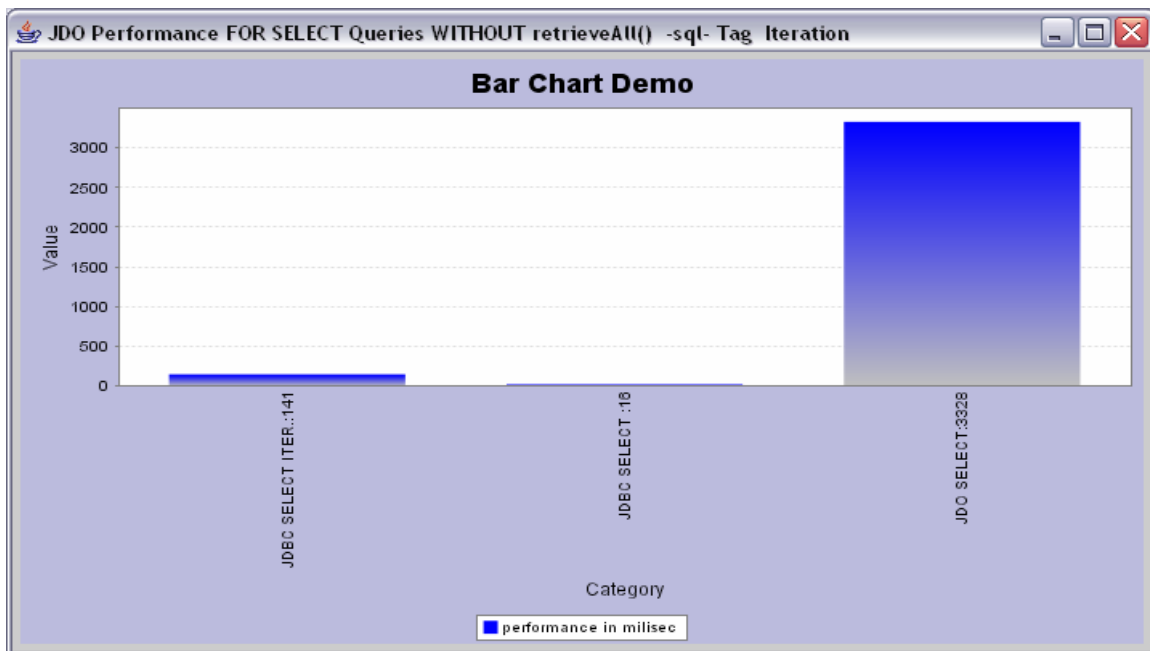 JDO Performance FOR SELECT Queries WITHOUT retrieveAll() -sql- Tag Iteration
Bar Chart Demo
Value
3000
2500
2000
1500
1000
500
0
JDBC SELECT ITER.:141
JDBC SELECT :16
JDO SELECT:3328
Category
performance in milisec